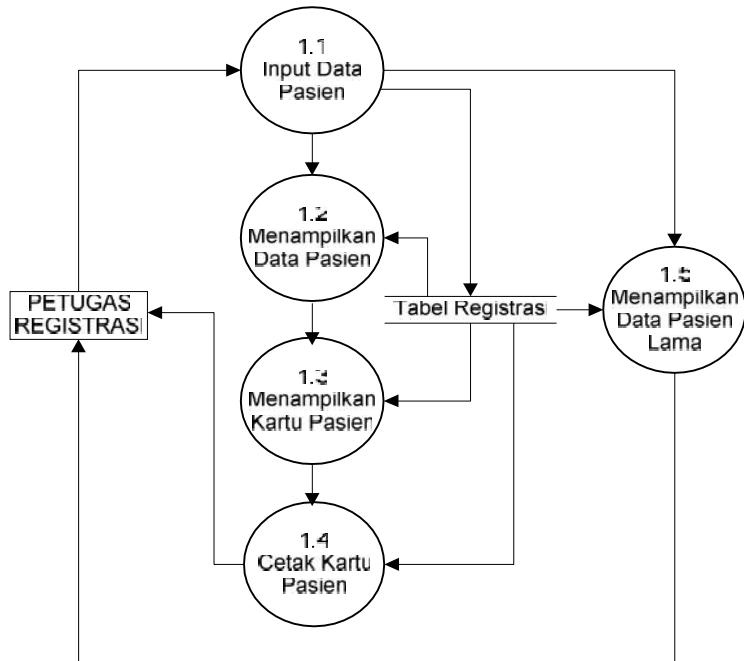 1.1
Input Data
Pasien
1.2
Menampilkan
Data Pasien
PETUGAS
REGISTRASI
Tabel Registrasi
1.5
Menampilkan
Data Pasien
Lama
1.3
Menampilkan
Kartu Pasien
1.4
Cetak Kartu
Pasien